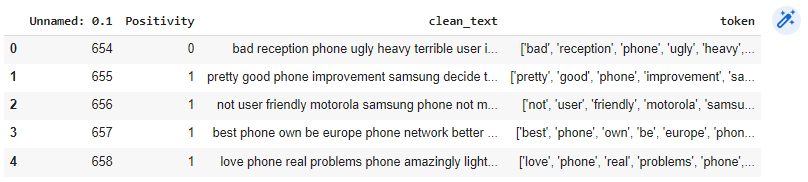 Unnamed: 0.1 Positivity clean_text token
0 654 0 bad reception phone ugly heavy terrible user i... ['bad', 'reception', 'phone', 'ugly', 'heavy',...
1 655 1 pretty good phone improvement samsung decide t... ['pretty', 'good', 'phone', 'improvement', 'sa...
2 656 1 not user friendly motorola samsung phone not m... ['not', 'user', 'friendly', 'motorola', 'samsu...
3 657 1 best phone own be europe phone network better ... ['best', 'phone', 'own', 'be', 'europe', 'phon...
4 658 1 love phone real problems phone amazingly light... ['love', 'phone', 'real', 'problems', 'phone',...